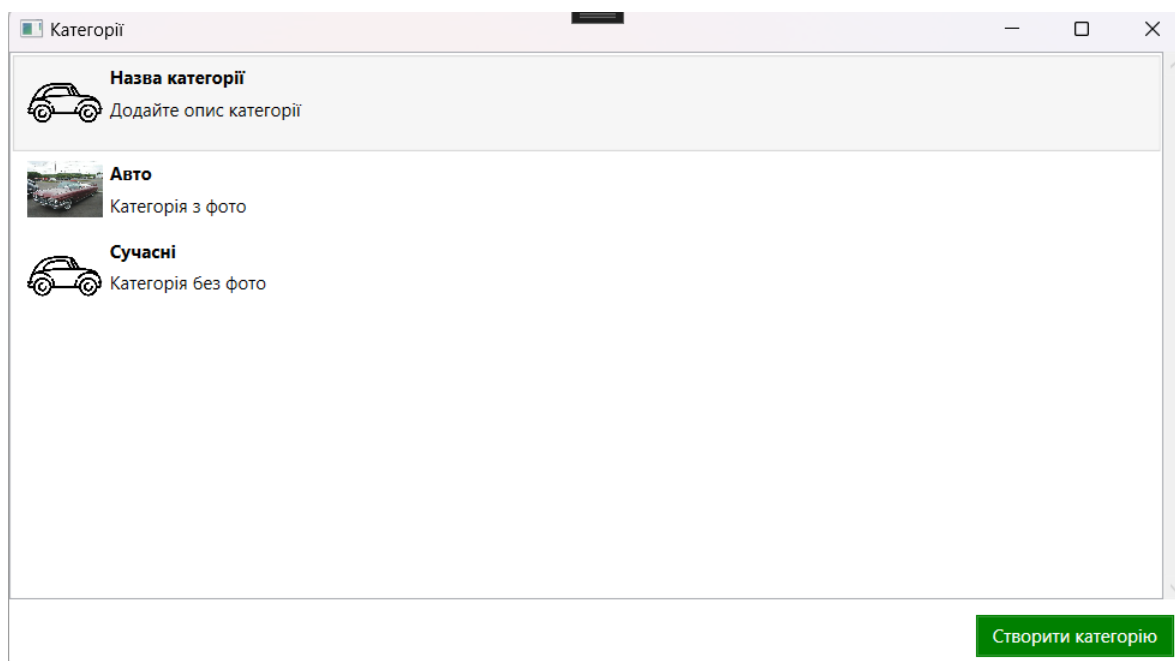 Категорії
Назва категорії
Додайте опис категорії
Авто
Категорія з фото
Сучасні
Категорія без фото
Створити категорію